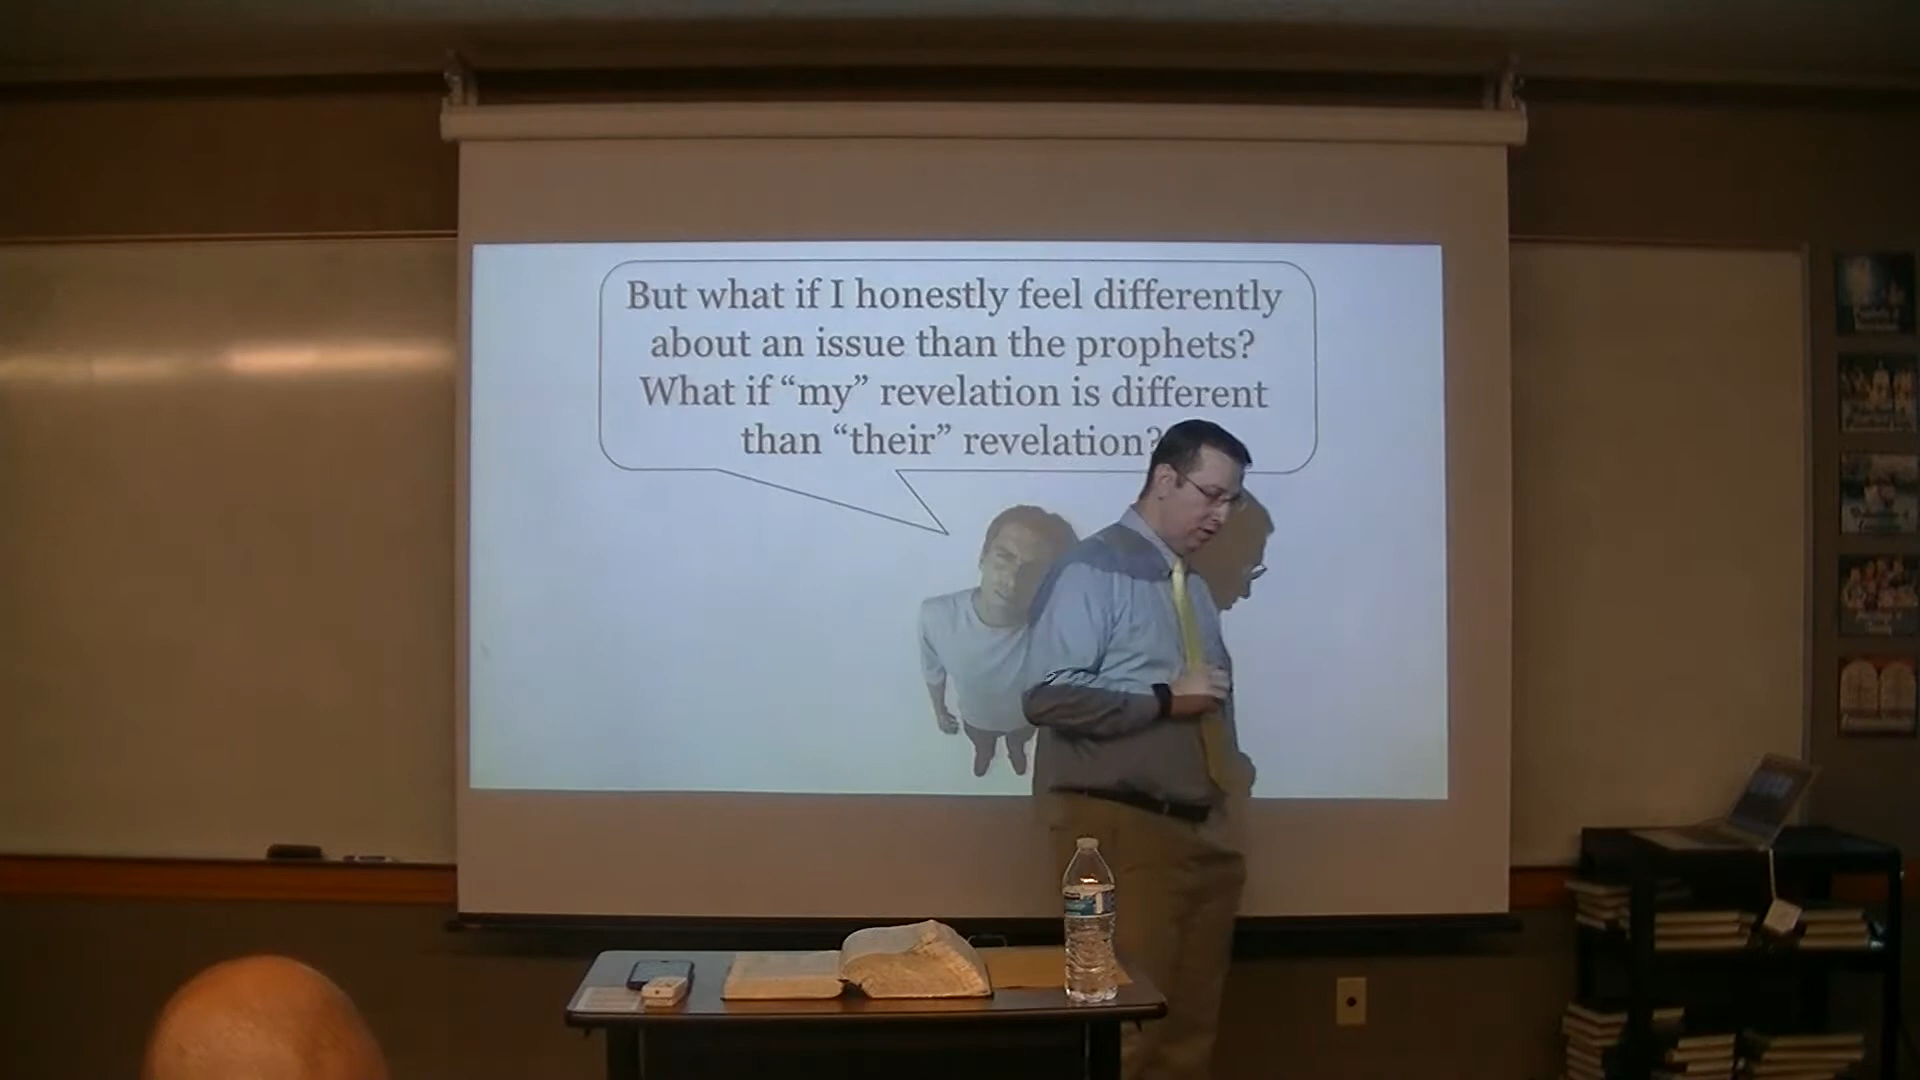 But what if I honestly feel differently
about an issue than the prophets?
What if “my” revelation is different
than “their” revelation?